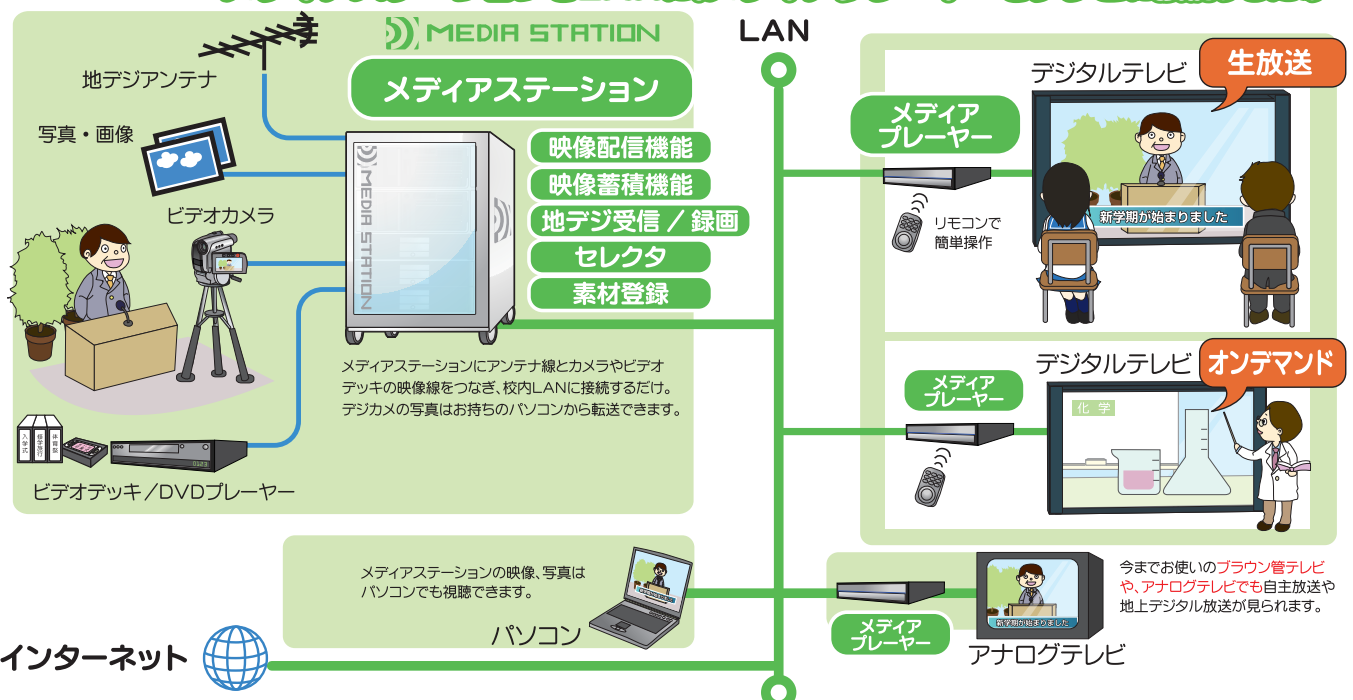 MEDIA STATION
LAN
メディアステーション
地デジアンテナ
写真・画像
ビデオカメラ
MEDIA STATION
映像配信機能
映像蓄積機能
地デジ受信 / 録画
セレクタ
素材登録
メディアステーションにアンテナ線とカメラやビデオ
デッキの映像線をつなぎ、校内LANに接続するだけ。
デジカメの写真はお持ちのパソコンから転送できます。
入学式
修学旅行
体育祭
ビデオデッキ/DVDプレーヤー
デジタルテレビ
生放送
メディア
プレーヤー
リモコンで
簡単操作
新学期が始まりました
デジタルテレビ
オンデマンド
メディア
プレーヤー
化 学
メディアステーションの映像、写真は
パソコンでも視聴できます。
パソコン
インターネット
メディア
プレーヤー
新学期が始まりました
アナログテレビ
今までお使いのブラウン管テレビ
や、アナログテレビでも自主放送や
地上デジタル放送が見られます。